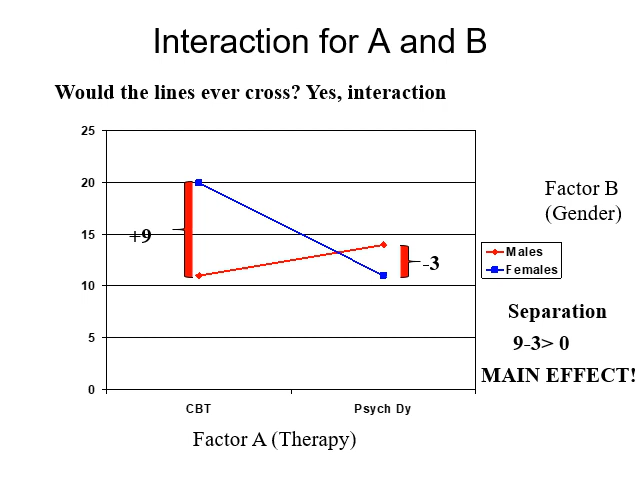 Interaction for A and B
Would the lines ever cross? Yes, interaction
25
20
15
10
5
0
+9
-3
CBT
Psych Dy
Factor A (Therapy)
Factor B
(Gender)
Males
Females
Separation
9-3> 0
MAIN EFFECT!